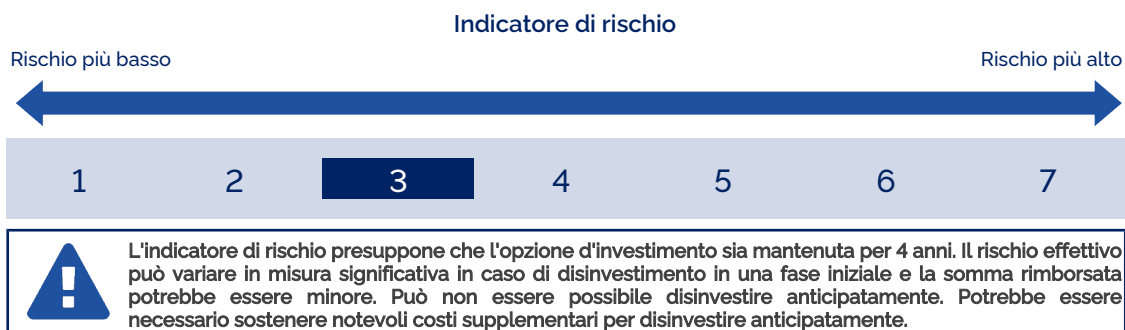 Indicatore di rischio
Rischio più basso
Rischio più alto
1 2 3 4 5 6 7
L'indicatore di rischio presuppone che l'opzione d'investimento sia mantenuta per 4 anni. Il rischio effettivo
può variare in misura significativa in caso di disinvestimento in una fase iniziale e la somma rimborsata
potrebbe essere minore. Può non essere possibile disinvestire anticipatamente. Potrebbe essere
necessario sostenere notevoli costi supplementari per disinvestire anticipatamente.